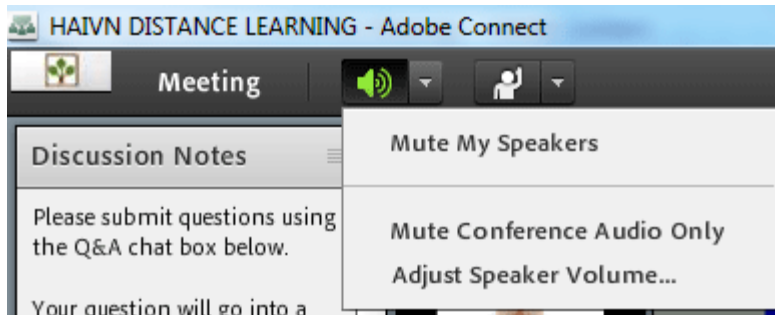 HAIVN DISTANCE LEARNING - Adobe Connect
Meeting
Mute My Speakers
Mute Conference Audio Only
Adjust Speaker Volume...
Discussion Notes
Please submit questions using
the Q&A chat box below.
Your question will go into a